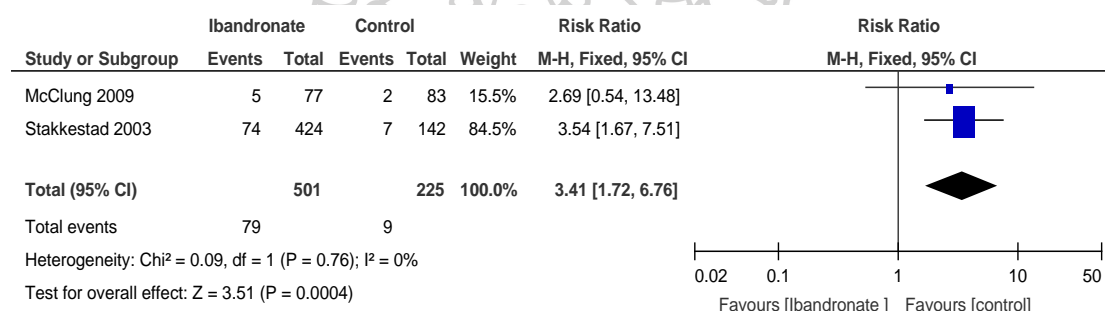 Ibandronate Control Risk Ratio Risk Ratio
Study or Subgroup Events Total Events Total Weight M-H, Fixed, 95% CI M-H, Fixed, 95% CI
McClung 2009 5 77 2 83 15.5% 2.69 [0.54, 13.48]
Stakkestad 2003 74 424 7 142 84.5% 3.54 [1.67, 7.51]
Total (95% CI) 501 225 100.0% 3.41 [1.72, 6.76]
Total events 79 9
Heterogeneity: Chi² = 0.09, df = 1 (P = 0.76); I² = 0%
Test for overall effect: Z = 3.51 (P = 0.0004)
0.02 0.1 1 10 50
Favours [Ibandronate ] Favours [control]